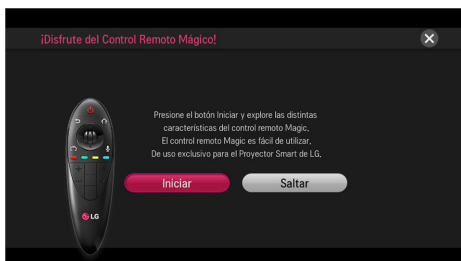 ¡Disfrute del Control Remoto Mágico!
Presione el botón Iniciar y explore las distintas
características del control remoto Magic.
El control remoto Magic es fácil de utilizar.
De uso exclusivo para el Proyector Smart de LG.
Iniciar Saltar
LG